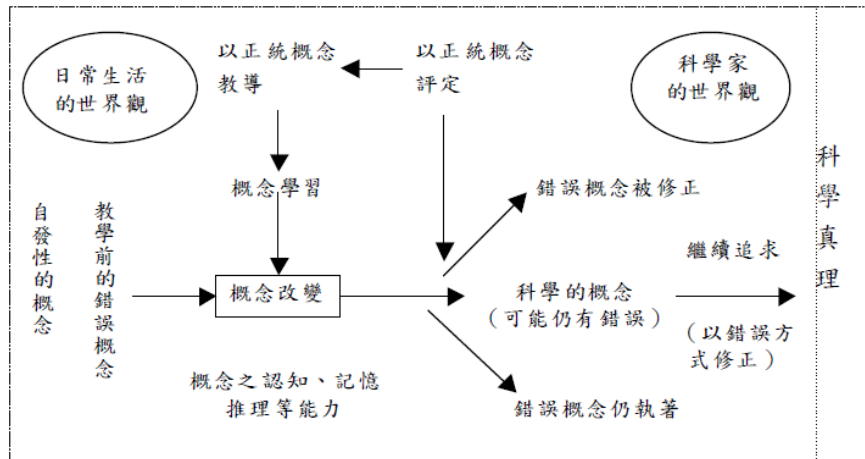 日常生活
的世界觀
以正統概念
教導
以正統概念
評定
科學家
的世界觀
科學真理
概念學習
錯誤概念被修正
自發性的概念
教學前的錯誤概念
概念改變
科學的概念
（可能仍有錯誤）
繼續追求
（以錯誤方
式修正）
概念之認知、記憶
推理等能力
錯誤概念仍執著